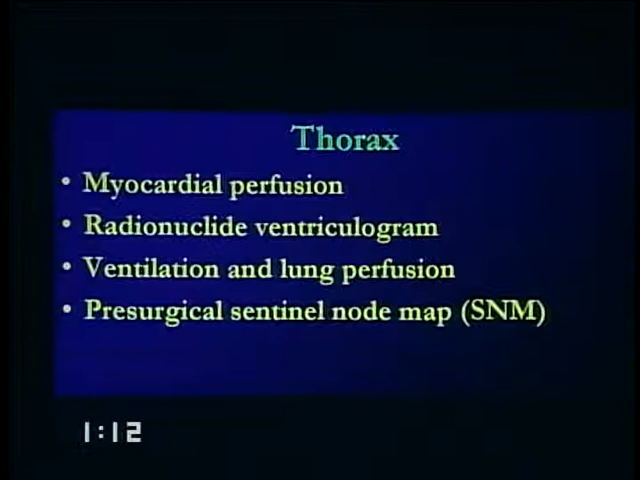 Thorax
• Myocardial perfusion
• Radionuclide ventriculogram
• Ventilation and lung perfusion
• Presurgical sentinel node map (SNM)
1:12